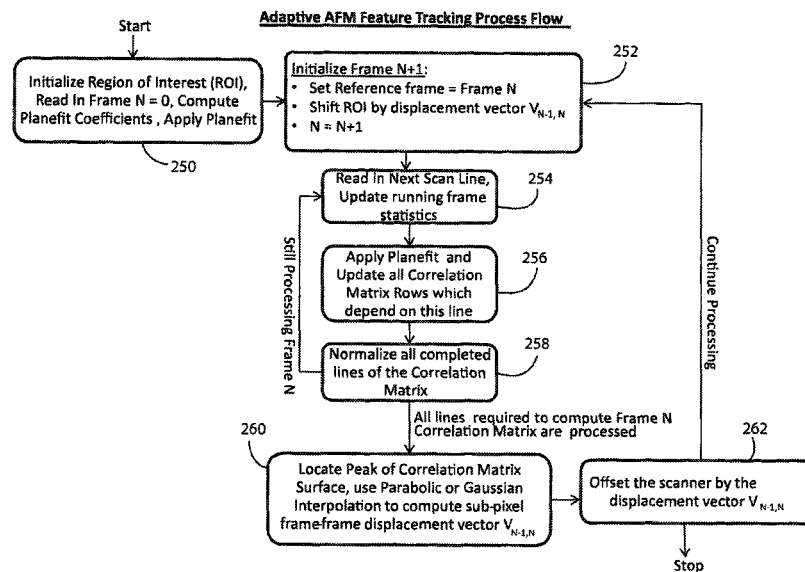 Adaptive AFM Feature Tracking Process Flow
Start
Initialize Region of Interest (ROI),
Read In Frame N = 0, Compute
Planefit Coefficients , Apply Planefit
250
Initialize Frame N+1:
• Set Reference frame = Frame N
• Shift ROI by displacement vector V_{N-1, N}
• N = N+1
252
Read in Next Scan Line,
Update running frame
statistics
254
Apply Planefit and
Update all Correlation
Matrix Rows which
depend on this line
256
Still Processing Frame N
Normalize all completed
lines of the Correlation
Matrix
258
Continue Processing
All lines required to compute Frame N
Correlation Matrix are processed
260
Locate Peak of Correlation Matrix
Surface, use Parabolic or Gaussian
Interpolation to compute sub-pixel
frame-frame displacement vector V_{N-1,N}
262
Offset the scanner by the
displacement vector V_{N-1,N}
Stop